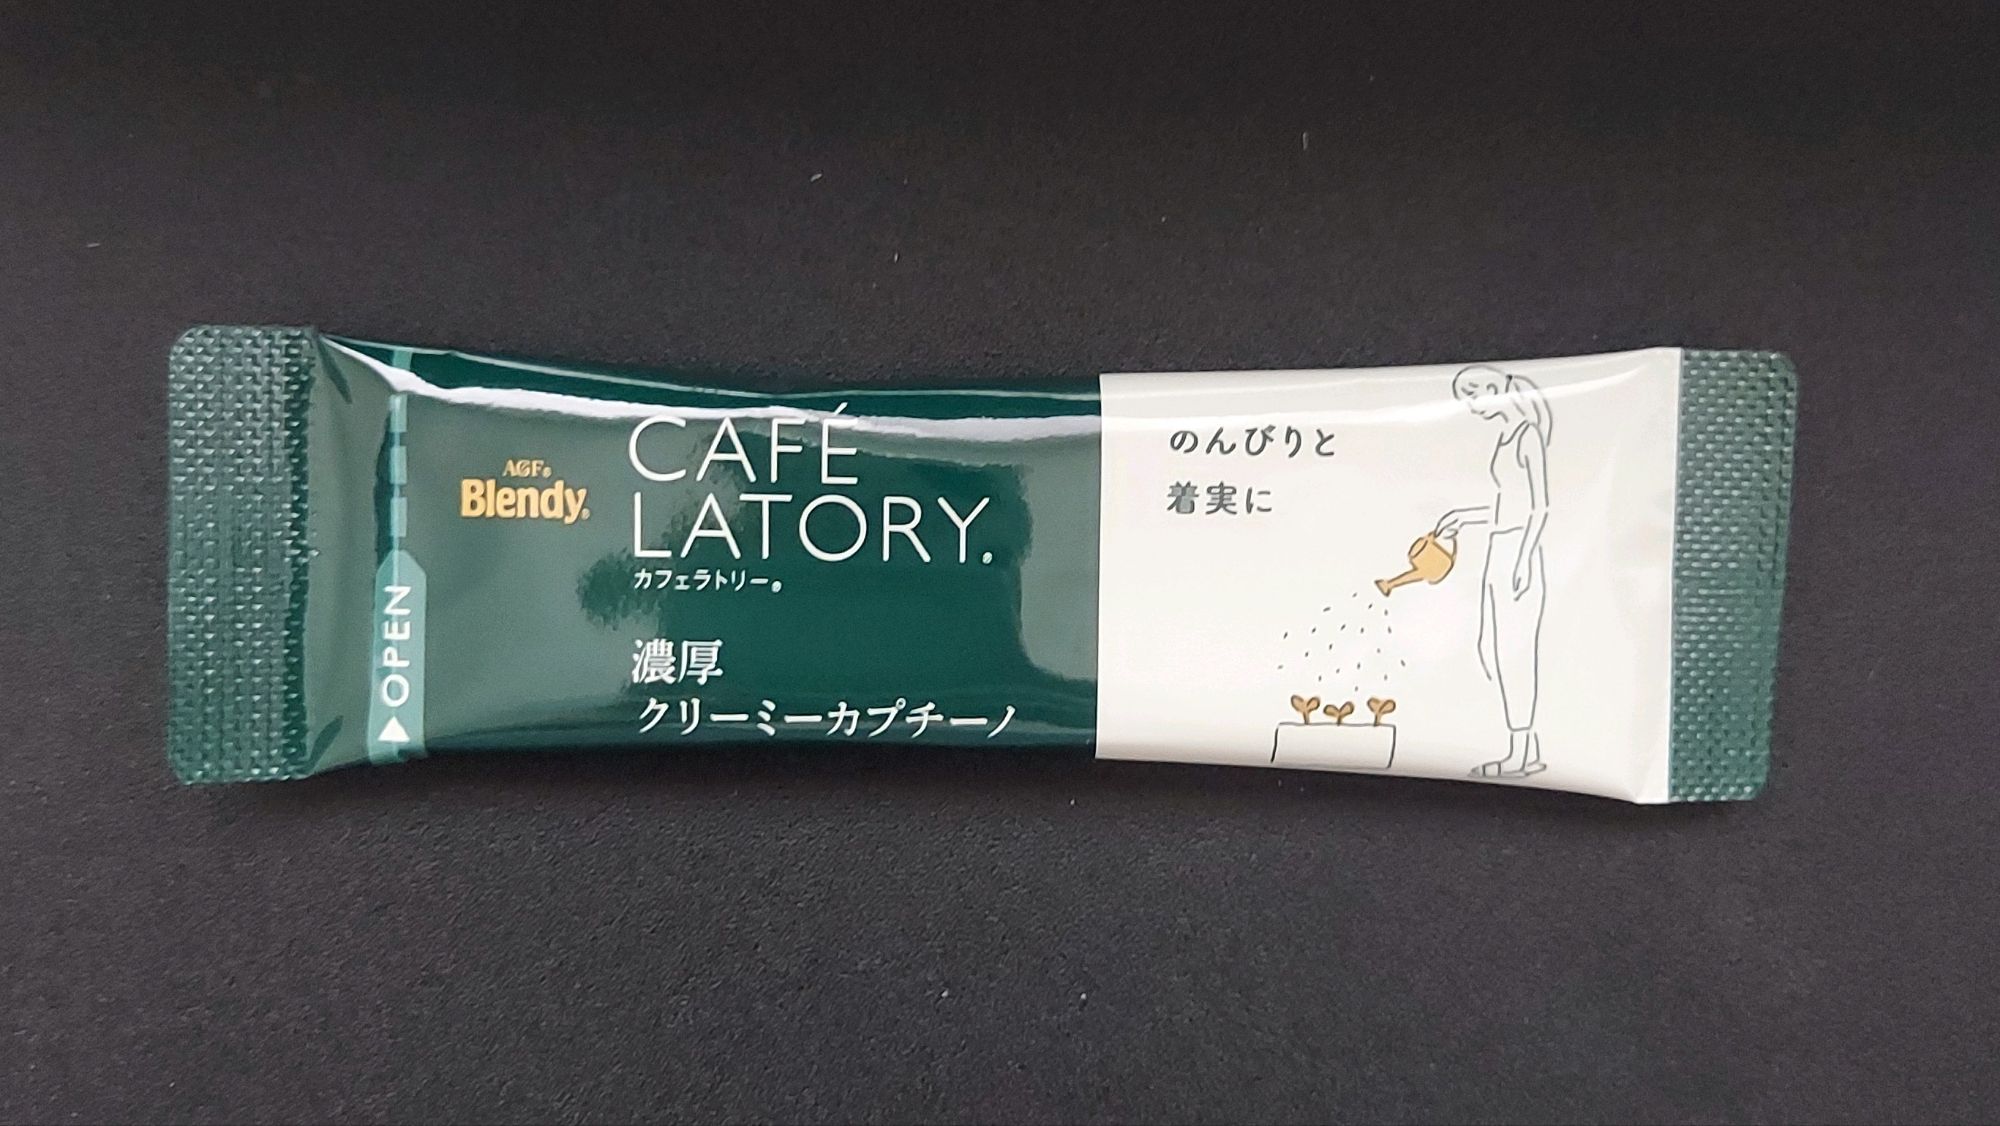 AGF®
Blendy®
CAFÉ
LATORY®
カフェラトリー®
濃厚
クリーミーカプチーノ
▶OPEN
のんびりと
着実に